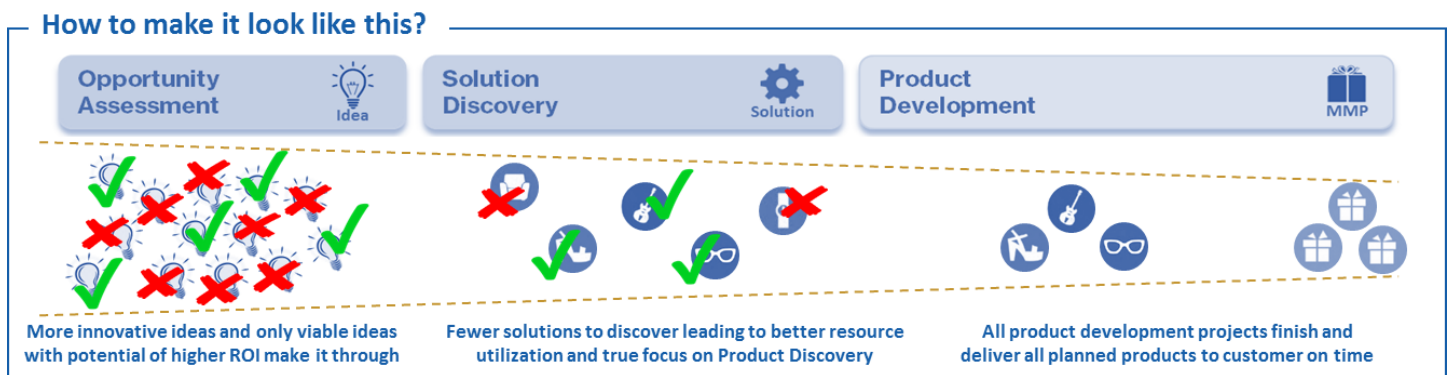 How to make it look like this?
Opportunity
Assessment
Idea
Solution
Discovery
Solution
Product
Development
MMP
More innovative ideas and only viable ideas
with potential of higher ROI make it through
Fewer solutions to discover leading to better resource
utilization and true focus on Product Discovery
All product development projects finish and
deliver all planned products to customer on time